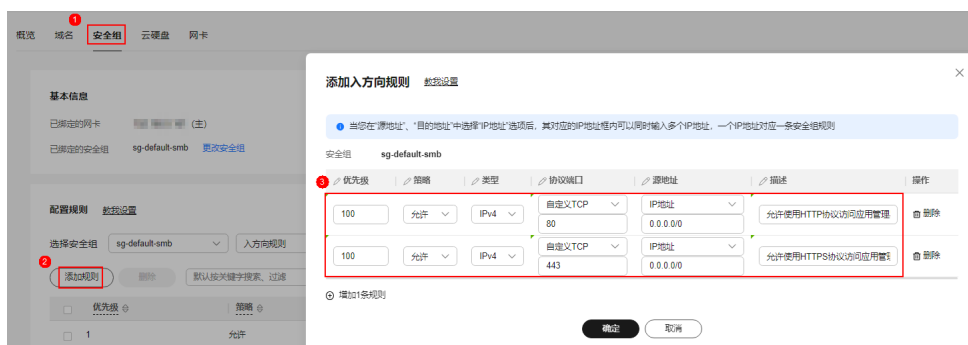 1
概览 域名 安全组 云硬盘 网卡
基本信息
已绑定的网卡 (主)
已绑定的安全组 sg-default-smb 更改安全组
配置规则 教我设置
选择安全组 sg-default-smb 入方向规则
2
添加规则 删除 默认按关键字搜索、过滤
优先级 策略
1 允许
添加入方向规则 教我设置
当您在“源地址”、“目的地址”中选择“IP地址”选项后，其对应的IP地址框内可以同时输入多个IP地址，一个IP地址对应一条安全组规则
安全组 sg-default-smb
3 优先级 策略 类型 协议端口 源地址 描述 操作
100 允许 IPv4 自定义TCP IP地址 允许使用HTTP协议访问应用管理 删除
80 0.0.0.0/0
100 允许 IPv4 自定义TCP IP地址 允许使用HTTPS协议访问应用管 删除
443 0.0.0.0/0
增加1条规则
确定 取消